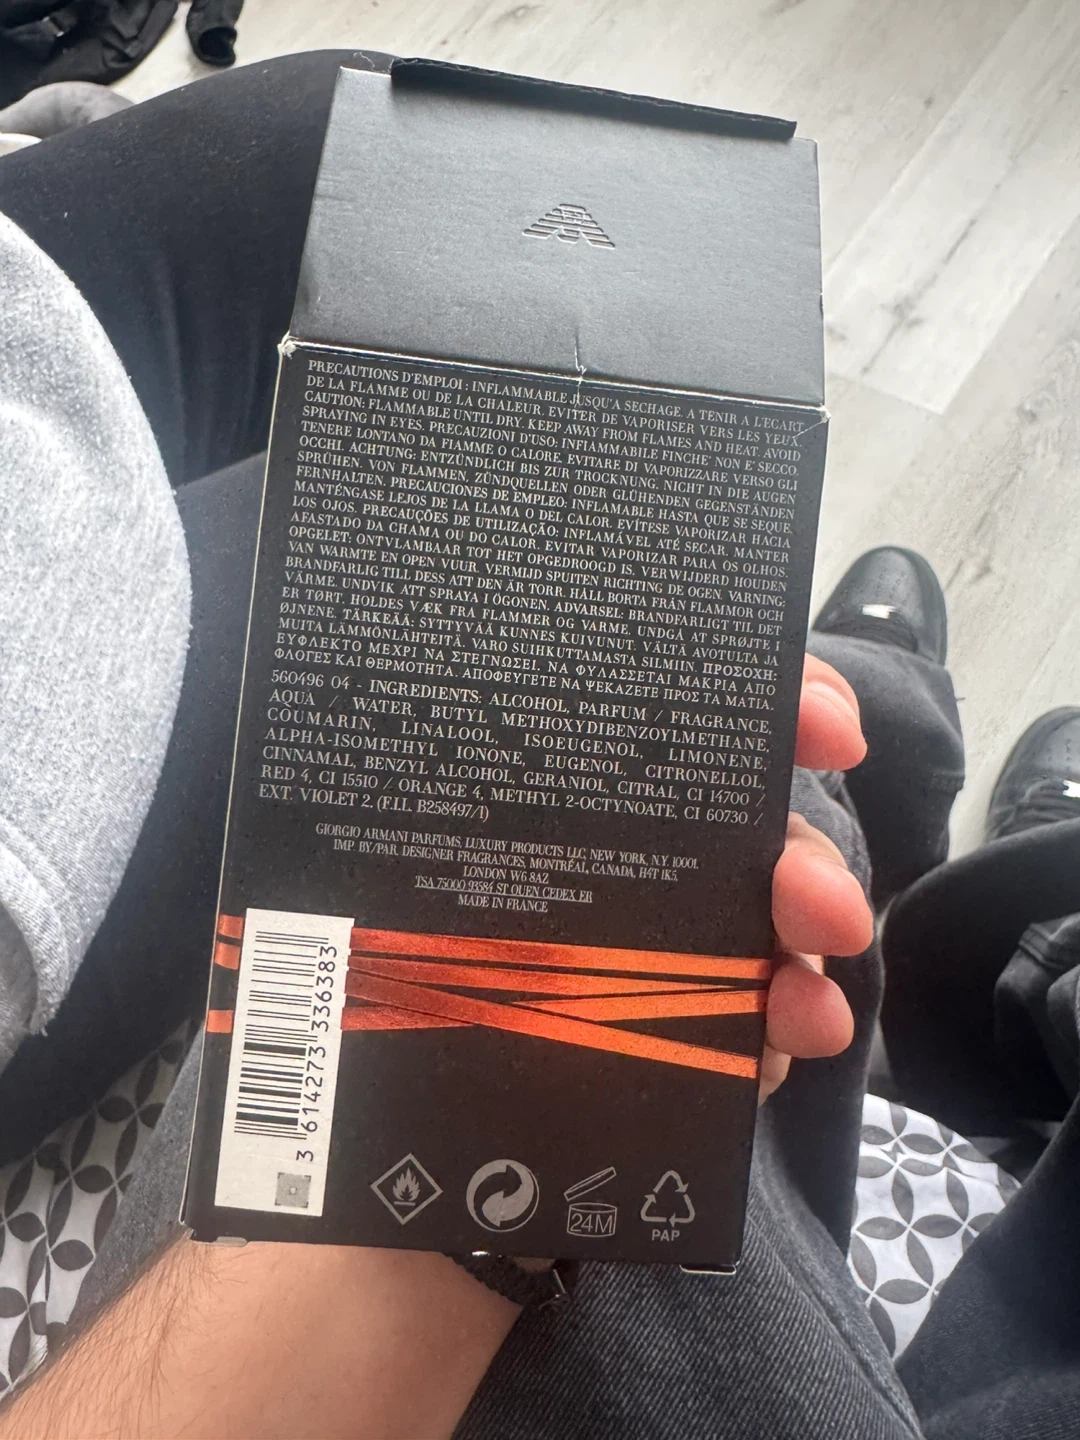 PRECAUTIONS D'EMPLOI : INFLAMMABLE JUSQU'A SECHAGE. A TENIR A L'ECART
DE LA FLAMME OU DE LA CHALEUR. EVITER DE VAPORISER VERS LES YEUX.
CAUTION: FLAMMABLE UNTIL DRY. KEEP AWAY FROM FLAMES AND HEAT. AVOID
SPRAYING IN EYES. PRECAUZIONI D'USO: INFIAMMABILE FINCHE' NON E' SECCO.
TENERE LONTANO DA FIAMME O CALORE. EVITARE DI VAPORIZZARE VERSO GLI
OCCHI. ACHTUNG: ENTZÜNDLICH BIS ZUR TROCKNUNG. NICHT IN DIE AUGEN
SPRÜHEN. VON FLAMMEN, ZÜNDQUELLEN ODER GLÜHENDEN GEGENSTÄNDEN
FERNHALTEN. PRECAUCIONES DE EMPLEO: INFLAMABLE HASTA QUE SE SEQUE.
MANTÉNGASE LEJOS DE LA LLAMA O DEL CALOR. EVÍTESE VAPORIZAR HACIA
LOS OJOS. PRECAUÇÕES DE UTILIZAÇÃO: INFLAMÁVEL ATÉ SECAR. MANTER
AFASTADO DA CHAMA OU DO CALOR. EVITAR VAPORIZAR PARA OS OLHOS.
OPGELET: ONTVLAMBAAR TOT HET OPGEDROOGD IS. VERWIJDERD HOUDEN
VAN WARMTE EN OPEN VUUR. VERMIJD SPUITEN RICHTING DE OGEN. VARNING:
BRANDFARLIG TILL DESS ATT DEN ÄR TORR. HÅLL BORTA FRÅN FLAMMOR OCH
VÄRME. UNDVIK ATT SPRAYA I ÖGONEN. ADVARSEL: BRANDFARLIGT TIL DET
ER TØRT. HOLDES VÆK FRA FLAMMER OG VARME. UNDGÅ AT SPRØJTE I
ØJNENE. TÄRKEÄÄ: SYTTYVÄÄ KUNNES KUIVUNUT. VÄLTÄ AVOTULTA JA
MUITA LÄMMÖNLÄHTEITÄ. VARO SUIHKUTTAMASTA SILMIIN. ΠΡΟΣΟΧΗ:
ΕΥΦΛΕΚΤΟ ΜΕΧΡΙ ΝΑ ΣΤΕΓΝΩΣΕΙ. ΝΑ ΦΥΛΑΣΣΕΤΑΙ ΜΑΚΡΙΑ ΑΠΟ
ΦΛΟΓΕΣ ΚΑΙ ΘΕΡΜΟΤΗΤΑ. ΑΠΟΦΕΥΓΕΤΕ ΝΑ ΨΕΚΑΖΕΤΕ ΠΡΟΣ ΤΑ ΜΑΤΙΑ.
560496 04 - INGREDIENTS: ALCOHOL, PARFUM / FRAGRANCE,
AQUA / WATER, BUTYL METHOXYDIBENZOYLMETHANE,
COUMARIN, LINALOOL, ISOEUGENOL, LIMONENE,
ALPHA-ISOMETHYL IONONE, EUGENOL, CITRONELLOL,
CINNAMAL, BENZYL ALCOHOL, GERANIOL, CITRAL, CI 14700 /
RED 4, CI 15510 / ORANGE 4, METHYL 2-OCTYNOATE, CI 60730 /
EXT. VIOLET 2. (F.I.L. B258497/1)
GIORGIO ARMANI PARFUMS, LUXURY PRODUCTS LLC, NEW YORK, N.Y. 10001.
IMP. BY/PAR. DESIGNER FRAGRANCES, MONTRÉAL, CANADA, H4T 1K5.
LONDON W6 8AZ
TSA 75000 93584 ST OUEN CEDEX FR
MADE IN FRANCE
3 614273 336383
24M
PAP